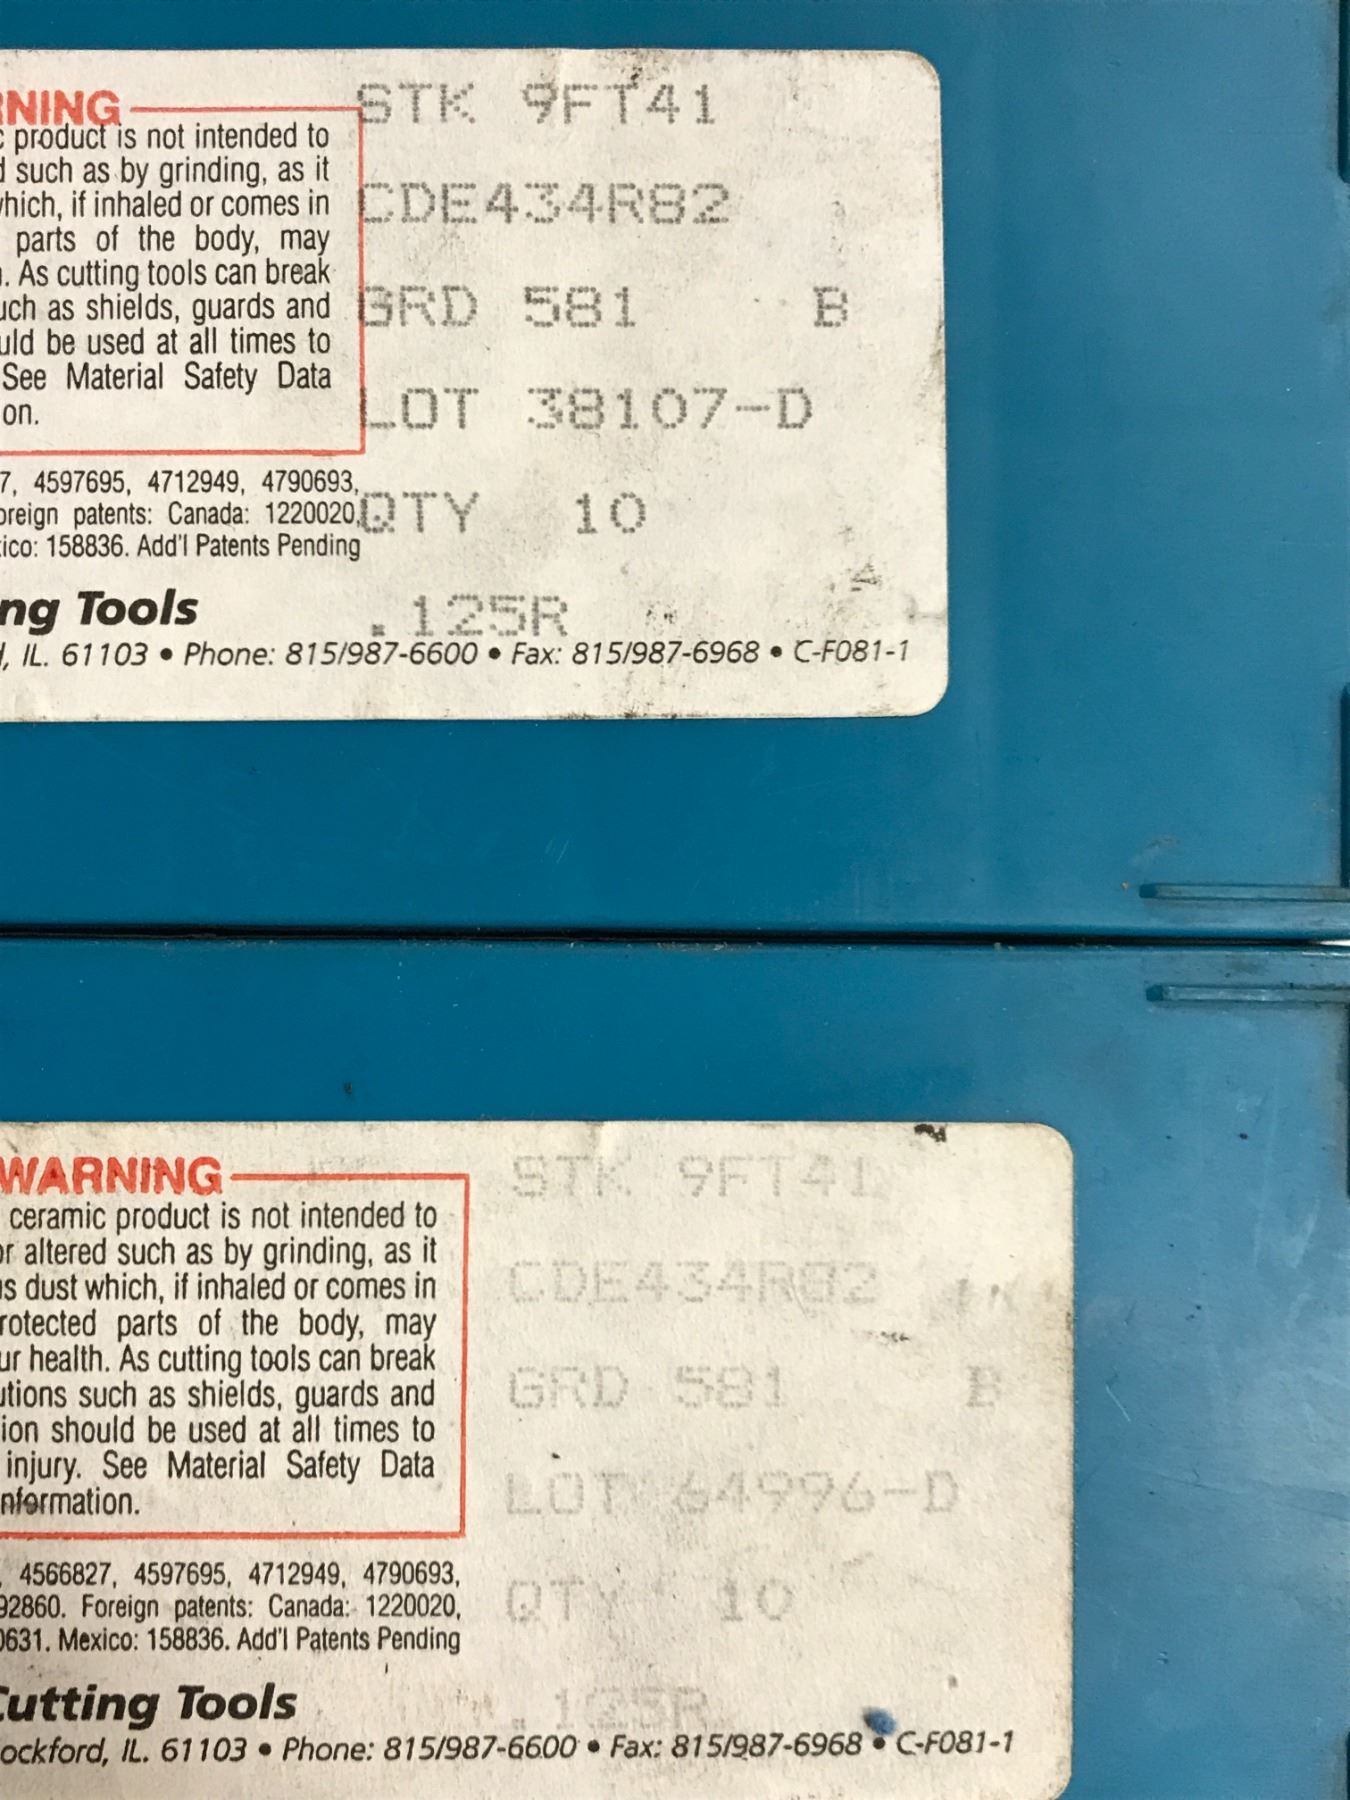 WARNING
product is not intended to
such as by grinding, as it
which, if inhaled or comes in
parts of the body, may
As cutting tools can break
such as shields, guards and
be used at all times to
See Material Safety Data
on.
7, 4597695, 4712949, 4790693,
oreign patents: Canada: 1220020,
ico: 158836. Add'l Patents Pending
ng Tools
IL. 61103 • Phone: 815/987-6600 • Fax: 815/987-6968 • C-F081-1
STK 9FT41
CDE434R82
GRD 581 B
LOT 38107-D
QTY 10
.125R
WARNING
ceramic product is not intended to
or altered such as by grinding, as it
us dust which, if inhaled or comes in
rotected parts of the body, may
ur health. As cutting tools can break
utions such as shields, guards and
ion should be used at all times to
injury. See Material Safety Data
nformation.
, 4566827, 4597695, 4712949, 4790693,
92860. Foreign patents: Canada: 1220020,
0631. Mexico: 158836. Add'l Patents Pending
Cutting Tools
ockford, IL. 61103 • Phone: 815/987-6600 • Fax: 815/987-6968 • C-F081-1
STK 9FT41
CDE434R82
GRD 581 B
LOT 64996-D
QTY 10
.125R